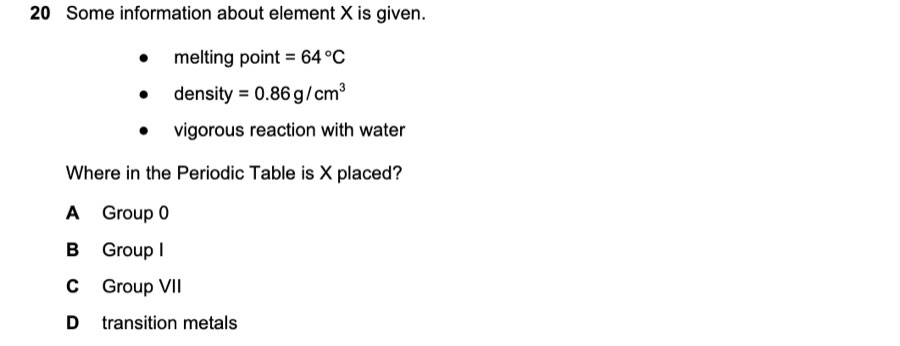 20 Some information about element X is given.
• melting point = 64 °C
• density = 0.86 g / cm³
• vigorous reaction with water
Where in the Periodic Table is X placed?
A Group 0
B Group I
C Group VII
D transition metals